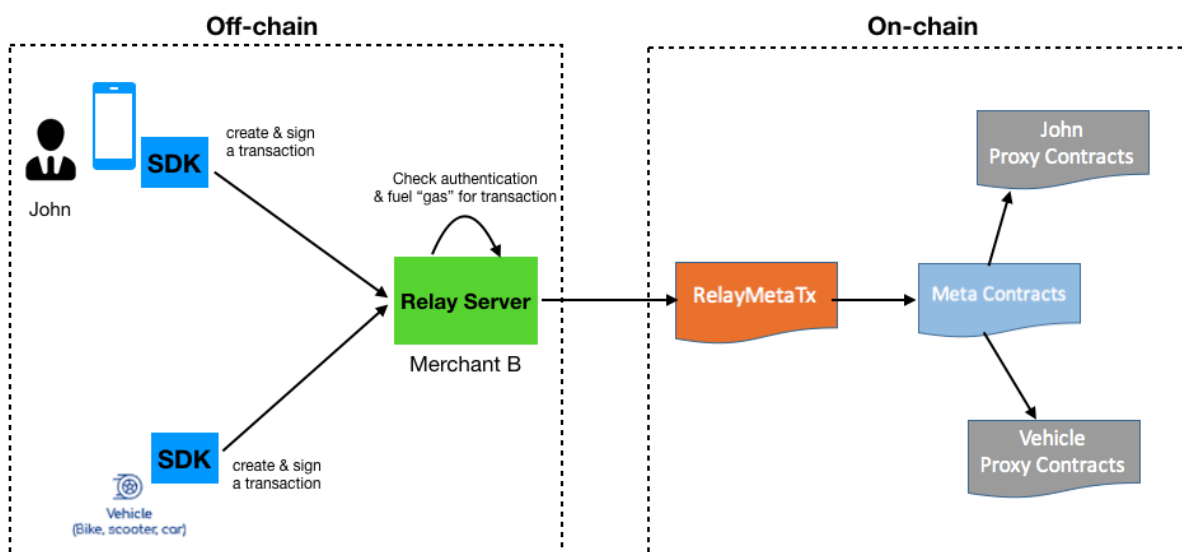 Off-chain
On-chain
create & sign
a transaction
SDK
John
Check authentication
& fuel “gas” for transaction
Relay Server
Merchant B
SDK
create & sign
a transaction
Vehicle
(Bike, scooter, car)
RelayMetaTx
Meta Contracts
John
Proxy Contracts
Vehicle
Proxy Contracts